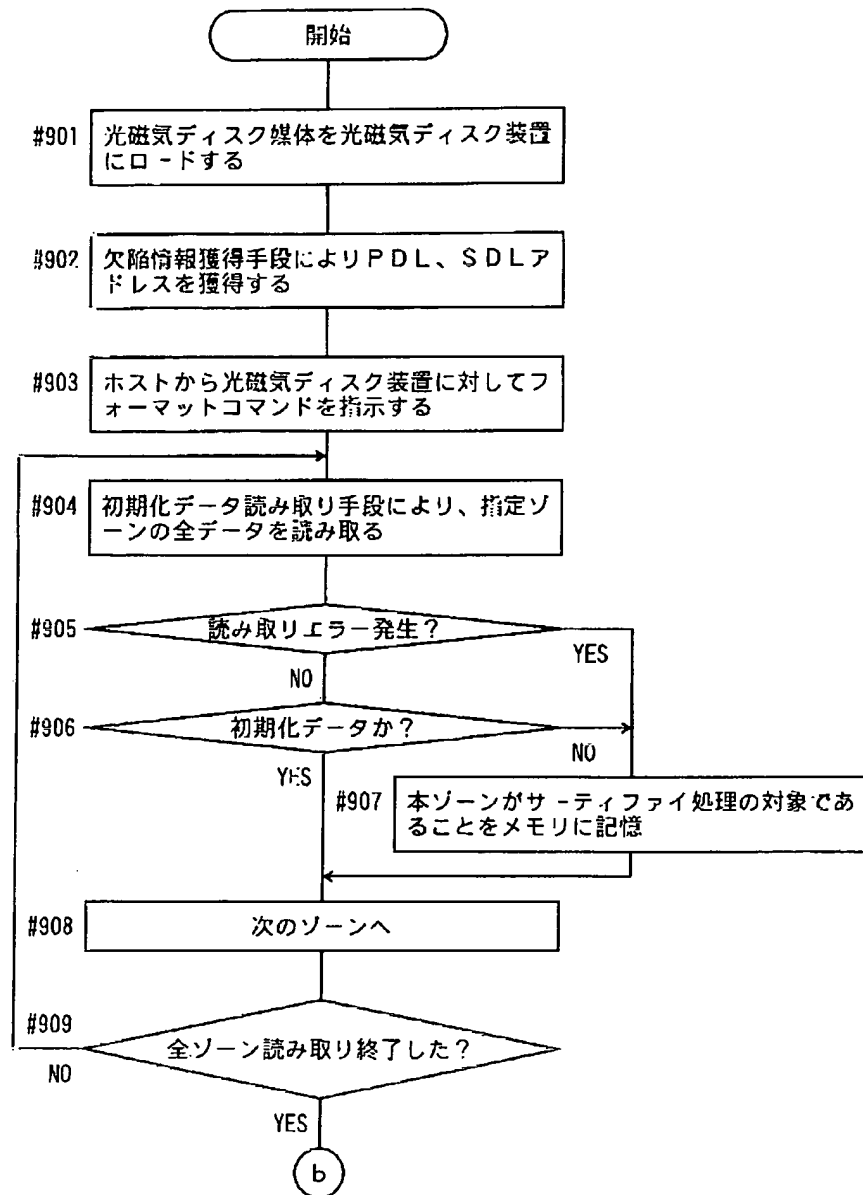 開始
#901
光磁気ディスク媒体を光磁気ディスク装置
にロードする
#902
欠陥情報獲得手段によりPDL、SDLア
ドレスを獲得する
#903
ホストから光磁気ディスク装置に対してフ
ォーマットコマンドを指示する
#904
初期化データ読み取り手段により、指定ゾ
ーンの全データを読み取る
#905
読み取りエラー発生?
YES
NO
#906
初期化データか?
NO
YES
#907
本ゾーンがサーティファイ処理の対象であ
ることをメモリに記憶
#908
次のゾーンへ
#909
全ゾーン読み取り終了した?
NO
YES
b